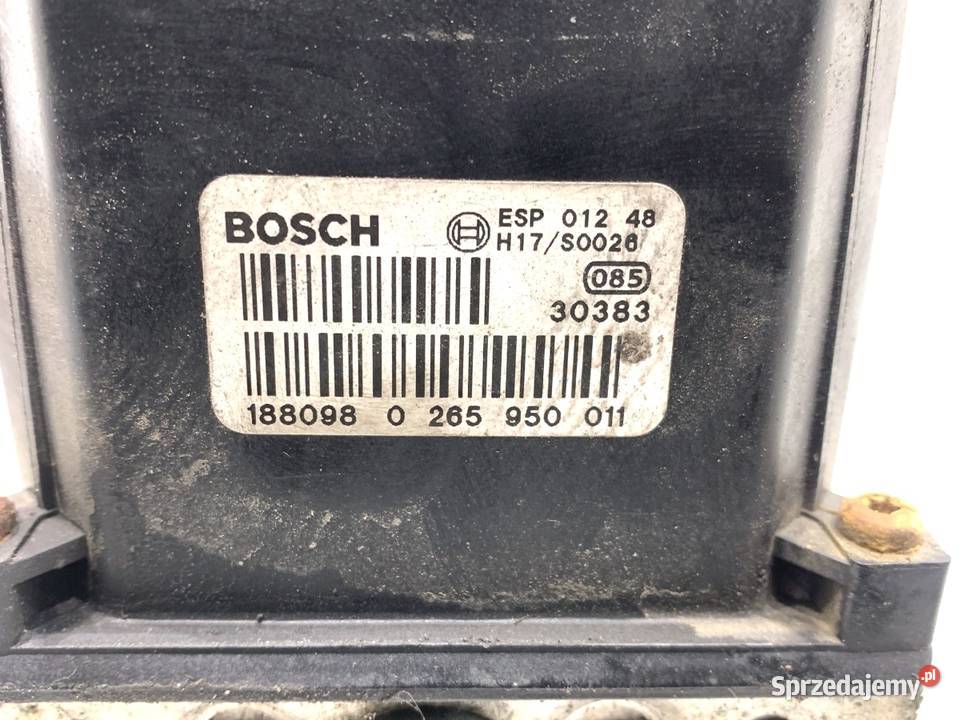 BOSCH
ESP 012 48
H17/S0026
085
30383
188098 0 265 950 011
Sprzedajemy.pl